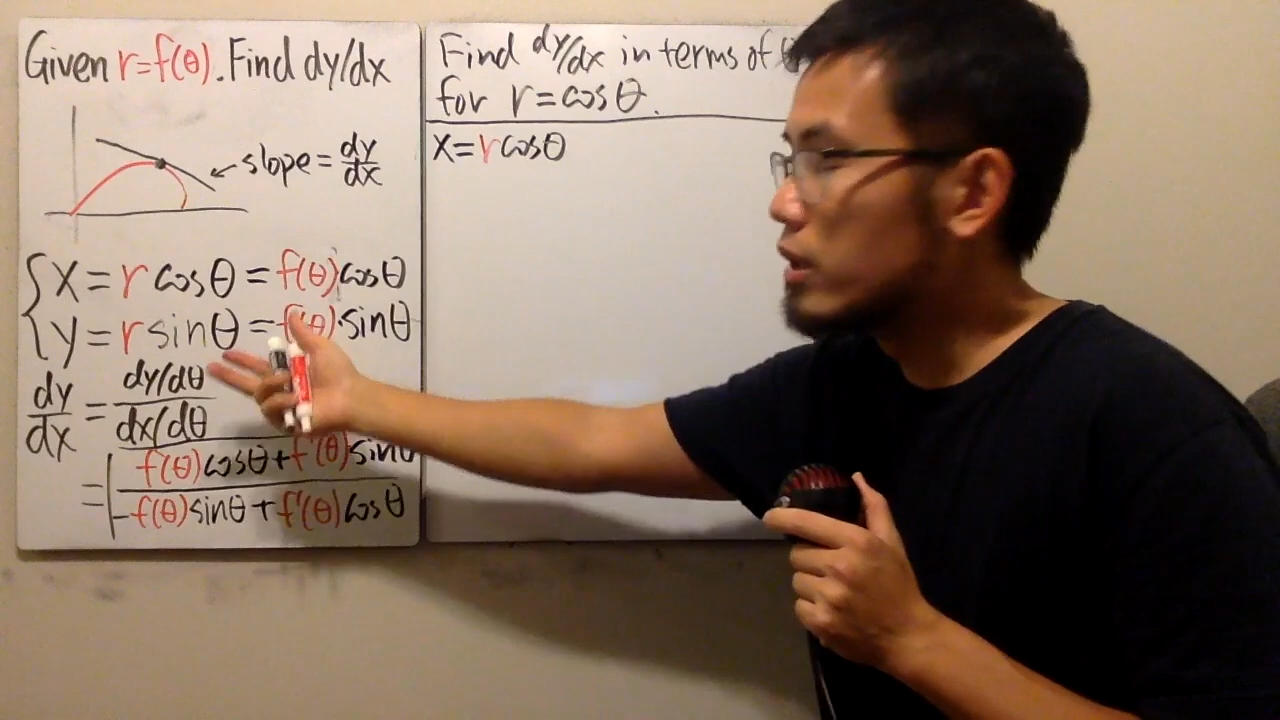 Given r=f(θ). Find dy/dx
slope = dy/dx
x = r cosθ = f(θ)cosθ
y = r sinθ = f(θ)·sinθ
dy/dx = (dy/dθ)/(dx/dθ)
= (f(θ)cosθ + f'(θ)sinθ)/(-f(θ)sinθ + f'(θ)cosθ)
Find dy/dx in terms of θ
for r = cosθ.
x = r cosθ